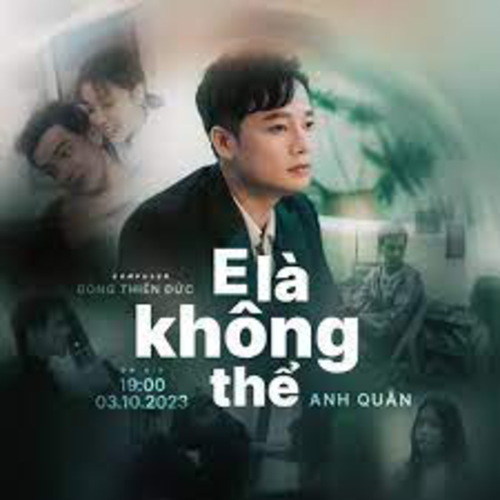 COMPOSER
ĐÔNG THIÊN ĐỨC
E là
không
thể
19:00
03.10.2023
ANH QUÂN